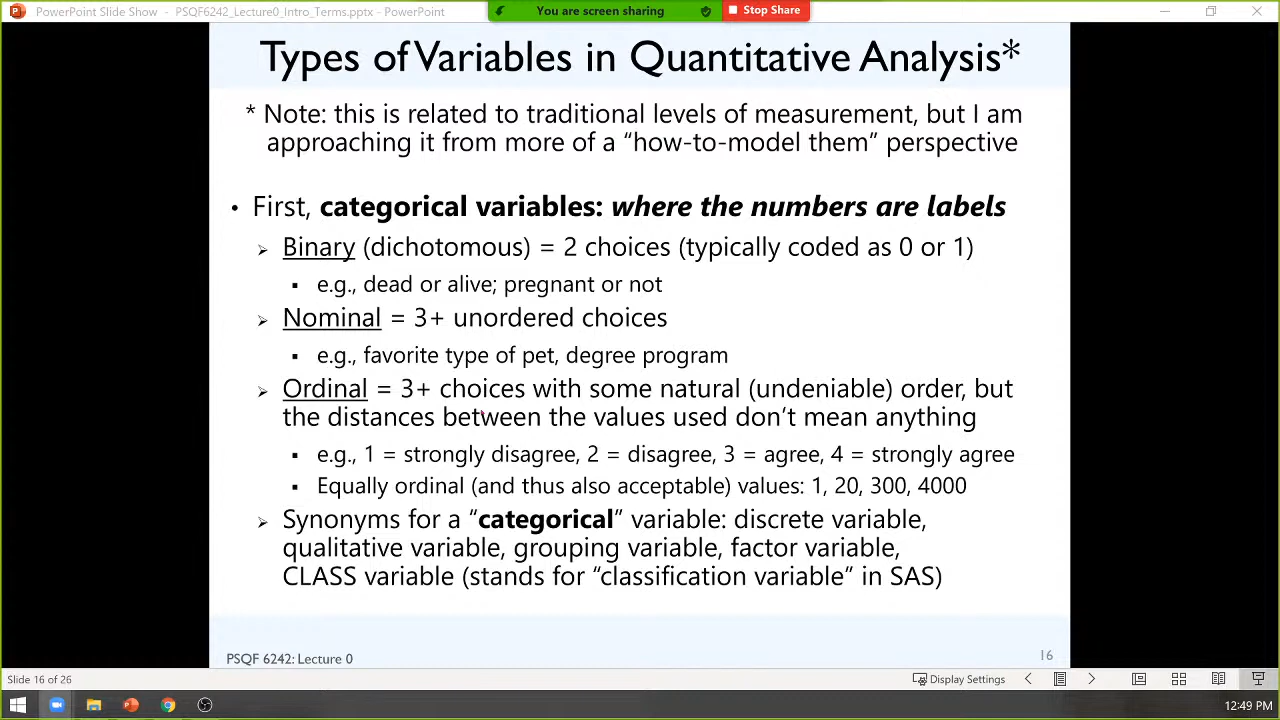 PowerPoint Slide Show - PSQF6242_Lecture0_Intro_Terms.pptx - PowerPoint
You are screen sharing
Stop Share
Types of Variables in Quantitative Analysis*
* Note: this is related to traditional levels of measurement, but I am
approaching it from more of a “how-to-model them” perspective
• First, categorical variables: where the numbers are labels
➢ Binary (dichotomous) = 2 choices (typically coded as 0 or 1)
▪ e.g., dead or alive; pregnant or not
➢ Nominal = 3+ unordered choices
▪ e.g., favorite type of pet, degree program
➢ Ordinal = 3+ choices with some natural (undeniable) order, but
the distances between the values used don’t mean anything
▪ e.g., 1 = strongly disagree, 2 = disagree, 3 = agree, 4 = strongly agree
▪ Equally ordinal (and thus also acceptable) values: 1, 20, 300, 4000
➢ Synonyms for a “categorical” variable: discrete variable,
qualitative variable, grouping variable, factor variable,
CLASS variable (stands for “classification variable” in SAS)
PSQF 6242: Lecture 0
16
Slide 16 of 26
Display Settings
12:49 PM